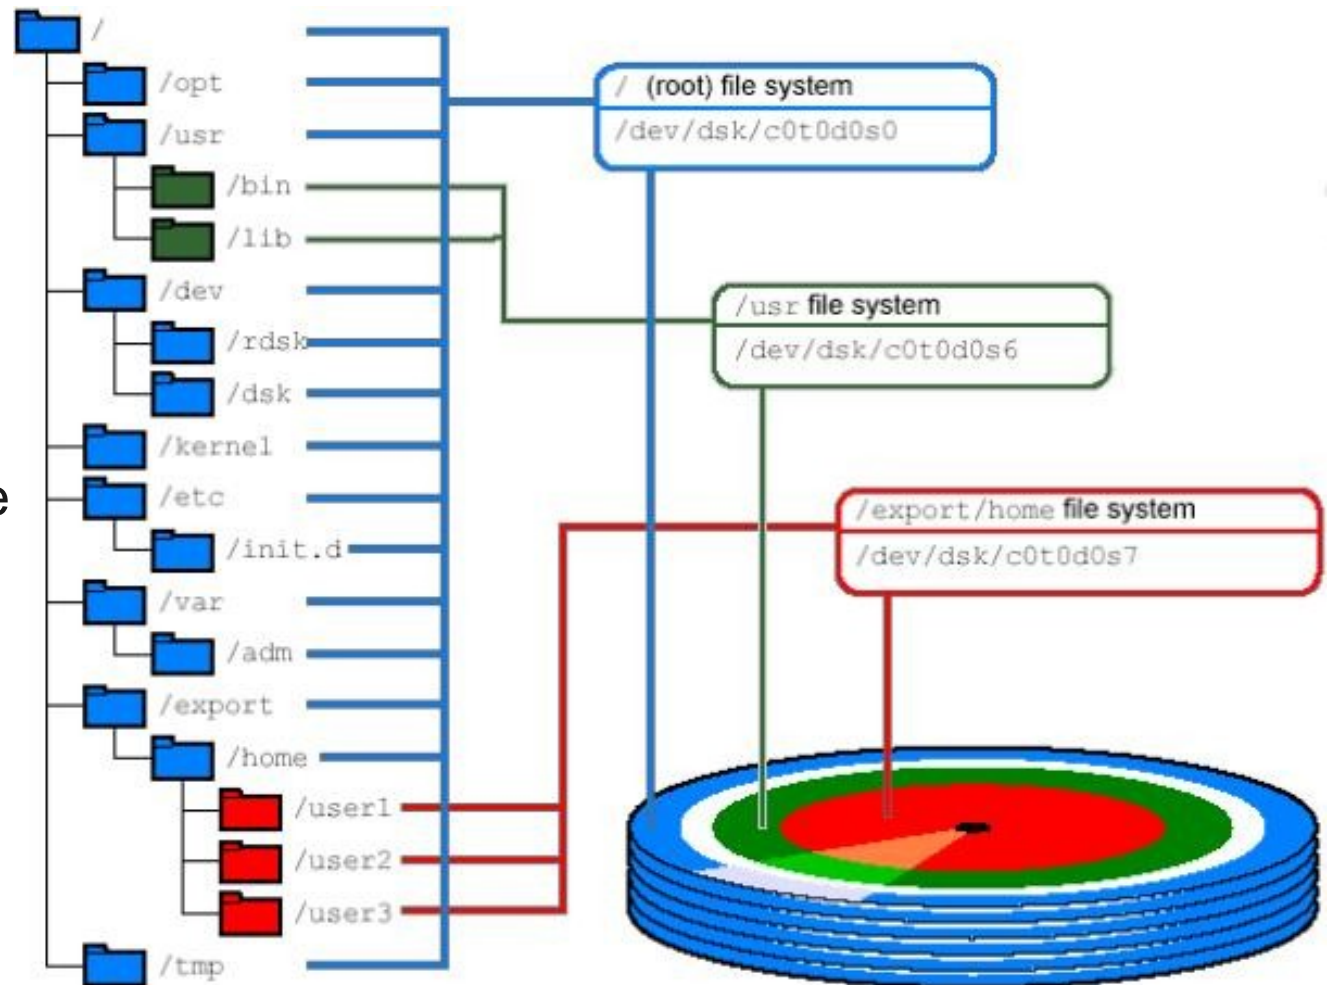 /
/opt
/usr
/bin
/lib
/dev
/rdsk
/dsk
/kernel
/etc
/init.d
/var
/adm
/export
/home
/user1
/user2
/user3
/tmp
e
/ (root) file system
/dev/dsk/c0t0d0s0
/usr file system
/dev/dsk/c0t0d0s6
/export/home file system
/dev/dsk/c0t0d0s7